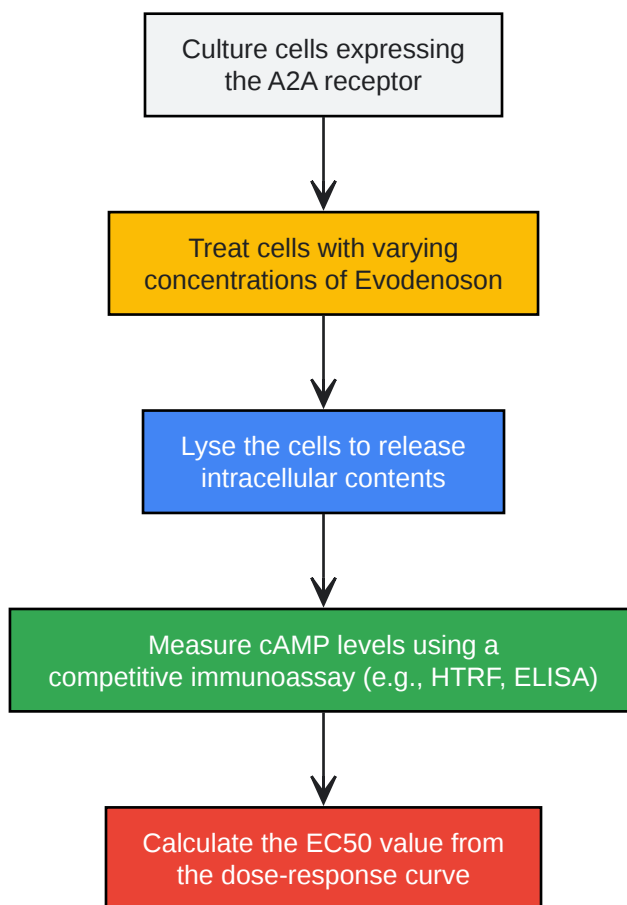 Culture cells expressing
the A2A receptor
Treat cells with varying
concentrations of Evodenoson
Lyse the cells to release
intracellular contents
Measure cAMP levels using a
competitive immunoassay (e.g., HTRF, ELISA)
Calculate the EC50 value from
the dose-response curve